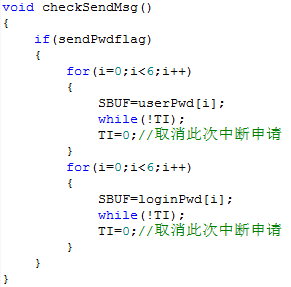 void checkSendMsg()
{
    if(sendPwdflag)
    {
        for(i=0;i<6;i++)
        {
            SBUF=userPwd[i];
            while(!TI);
            TI=0;//取消此次中断申请
        }
        for(i=0;i<6;i++)
        {
            SBUF=loginPwd[i];
            while(!TI);
            TI=0;//取消此次中断申请
        }
    }
}